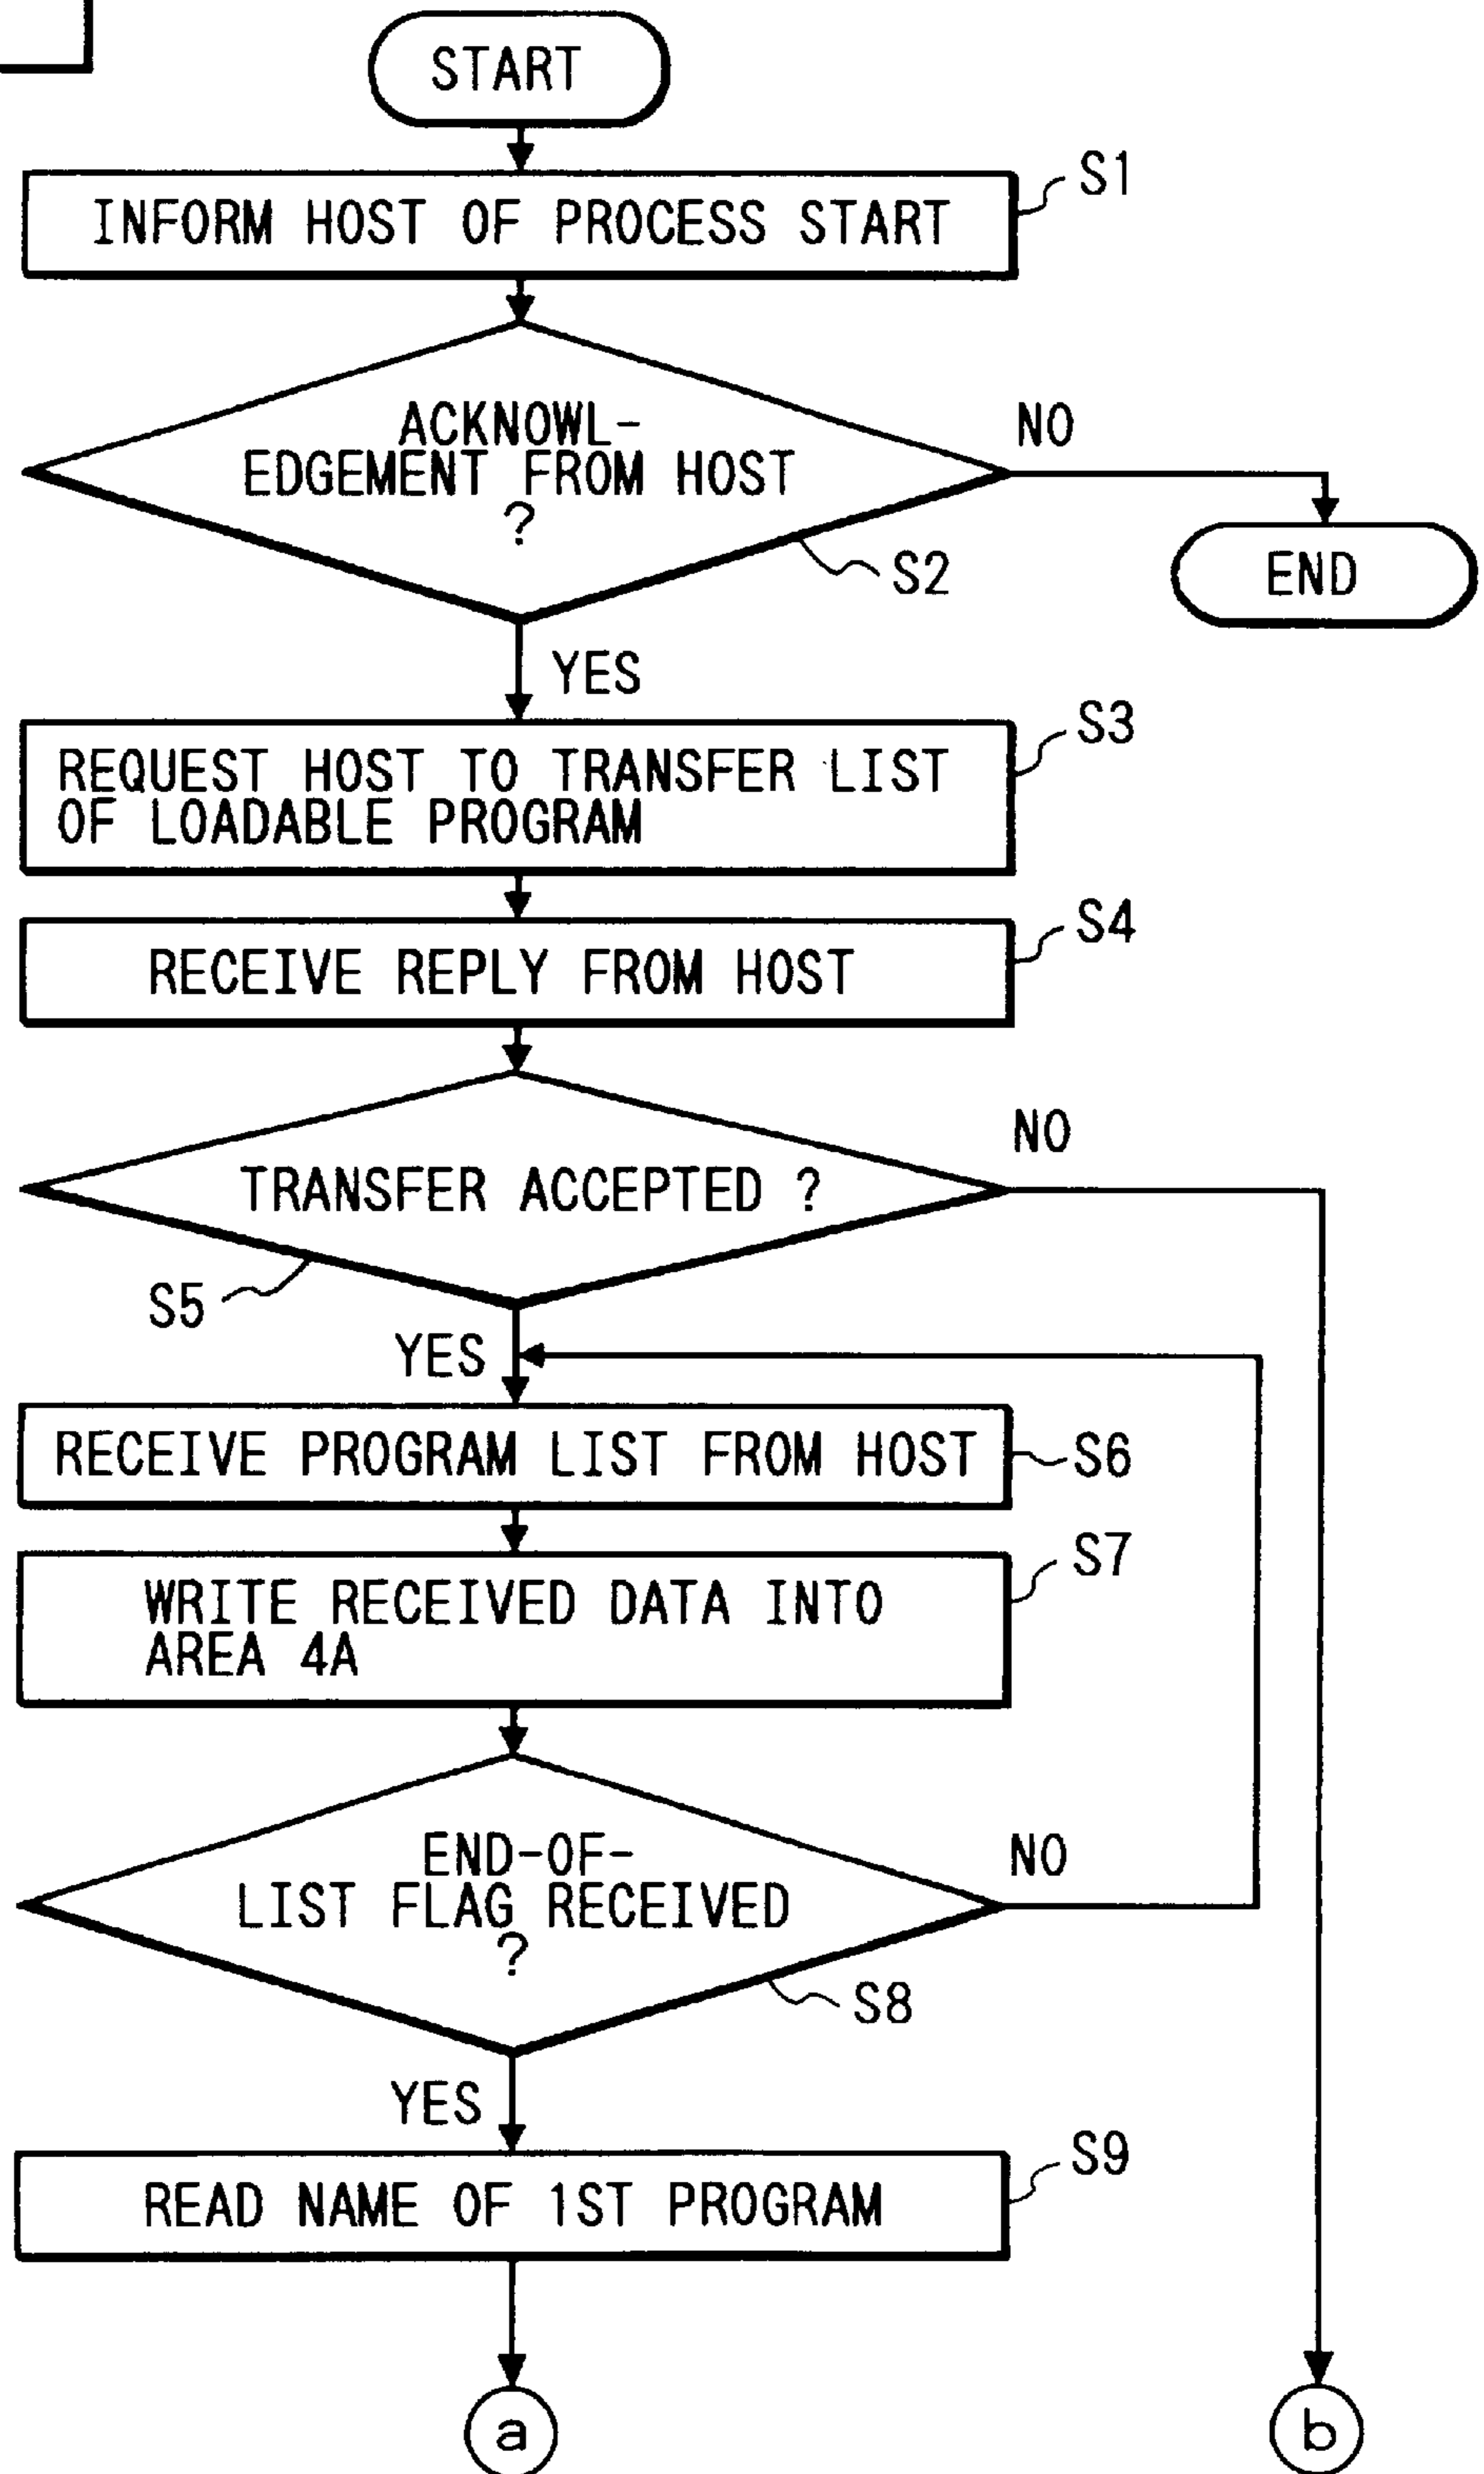 START
S1
INFORM HOST OF PROCESS START
ACKNOWL-
EDGEMENT FROM HOST
?
NO
S2
END
YES
S3
REQUEST HOST TO TRANSFER LIST
OF LOADABLE PROGRAM
S4
RECEIVE REPLY FROM HOST
NO
TRANSFER ACCEPTED ?
S5
YES
RECEIVE PROGRAM LIST FROM HOST
S6
S7
WRITE RECEIVED DATA INTO
AREA 4A
END-OF-
LIST FLAG RECEIVED
?
NO
S8
YES
S9
READ NAME OF 1ST PROGRAM
a
b